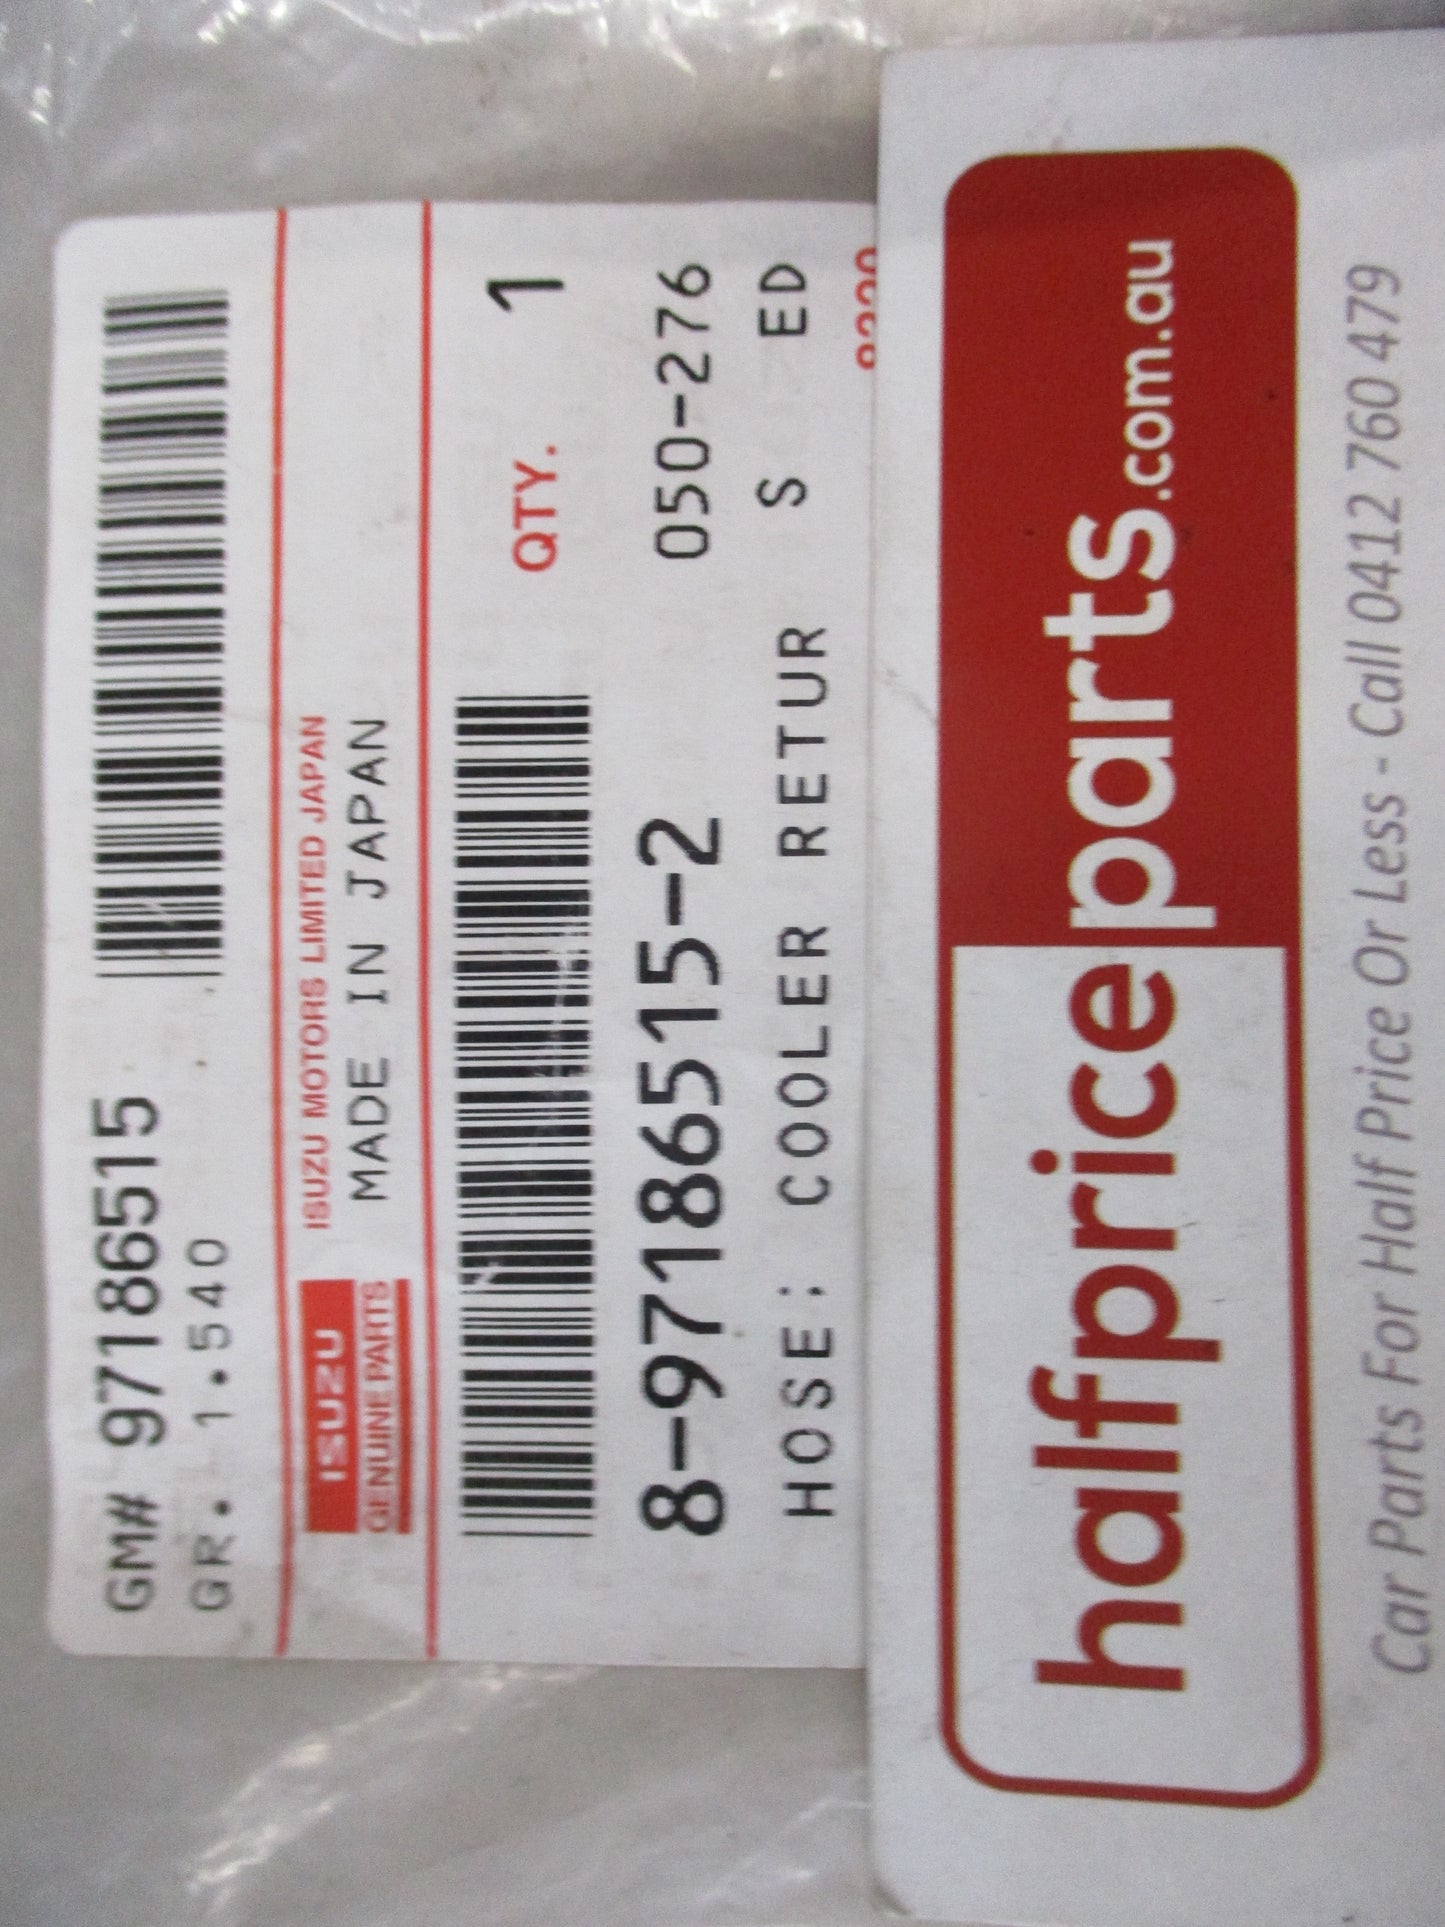 GM# 97186515
GR. 1.540
ISUZU
GENUINE PARTS
ISUZU MOTORS LIMITED JAPAN
MADE IN JAPAN
QTY. 1
8-97186515-2 050-276
HOSE: COOLER RETUR S ED
halfpriceparts.com.au
Car Parts For Half Price Or Less - Call 0412 760 479